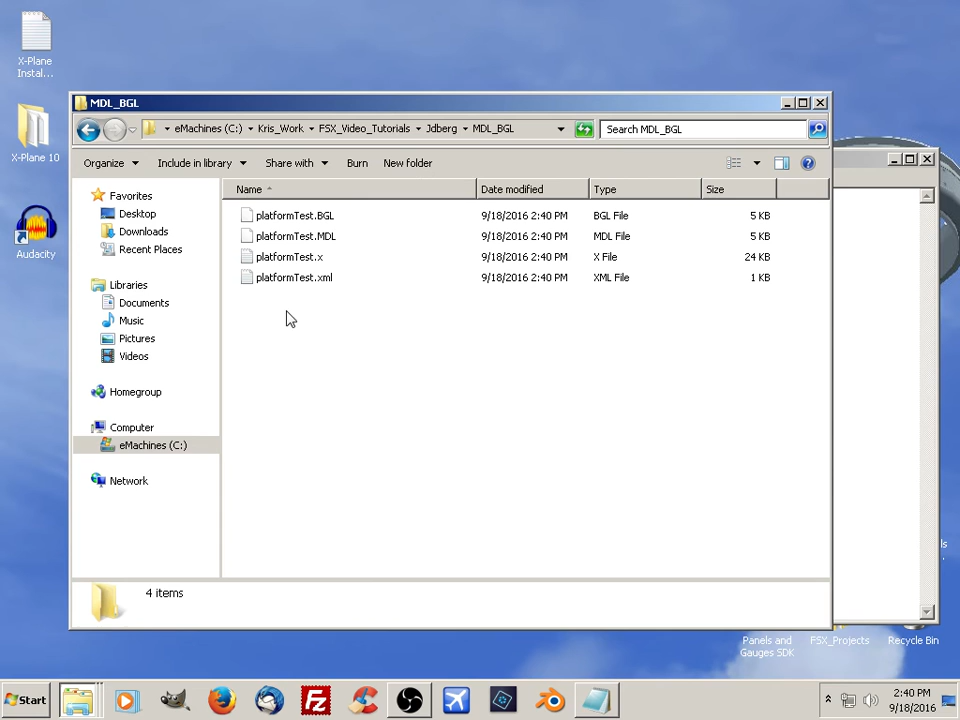 X-Plane
Instal...
X-Plane 10
Audacity
MDL_BGL
eMachines (C:) Kris_Work FSX_Video_Tutorials Jdberg MDL_BGL
Search MDL_BGL
Organize Include in library Share with Burn New folder
Favorites
Desktop
Downloads
Recent Places
Libraries
Documents
Music
Pictures
Videos
Homegroup
Computer
eMachines (C:)
Network
Name Date modified Type Size
platformTest.BGL 9/18/2016 2:40 PM BGL File 5 KB
platformTest.MDL 9/18/2016 2:40 PM MDL File 5 KB
platformTest.x 9/18/2016 2:40 PM X File 24 KB
platformTest.xml 9/18/2016 2:40 PM XML File 1 KB
4 items
Panels and
Gauges SDK
FSX_Projects
Recycle Bin
Start
2:40 PM
9/18/2016